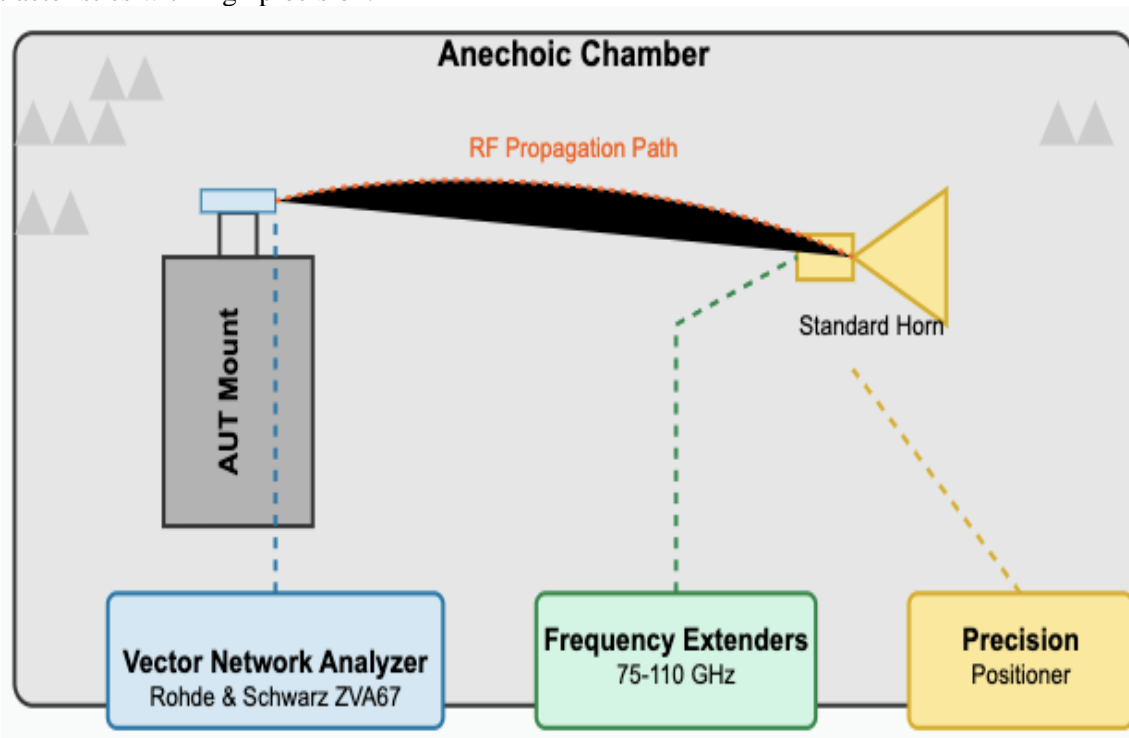 Anechoic Chamber
RF Propagation Path
Standard Horn
AUT Mount
Vector Network Analyzer
Rohde & Schwarz ZVA67
Frequency Extenders
75-110 GHz
Precision
Positioner